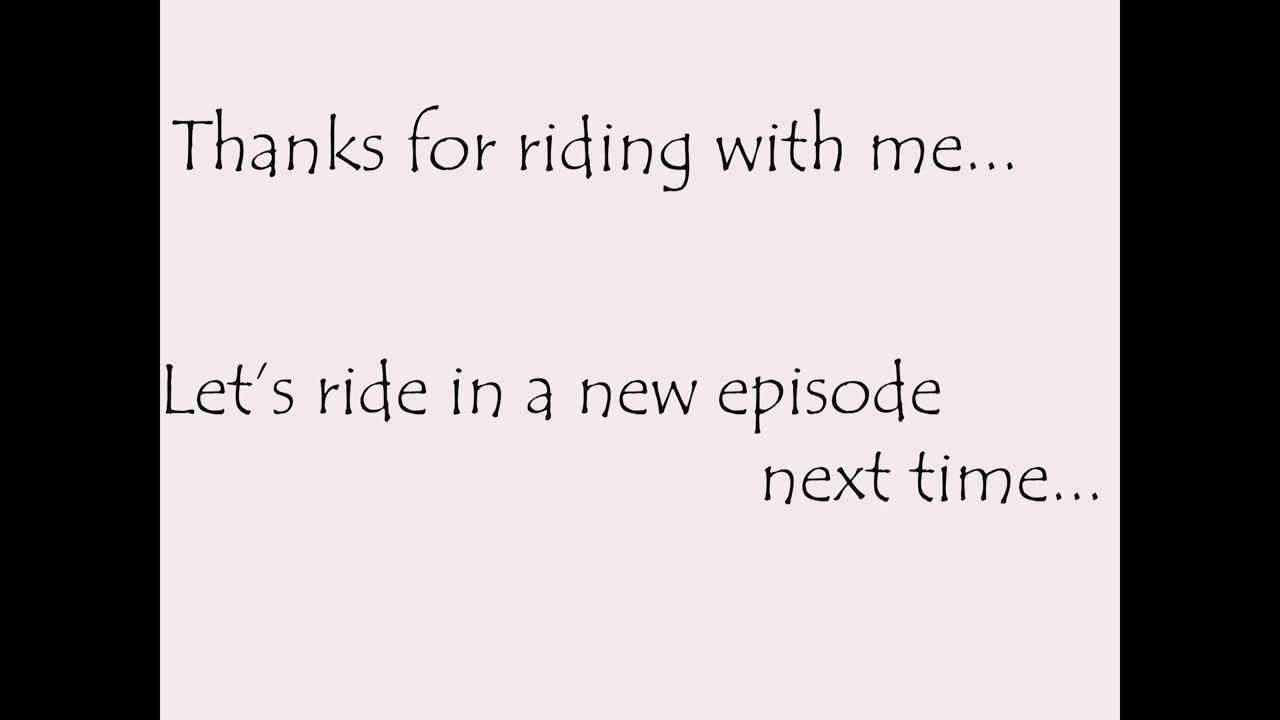 Thanks for riding with me...
Let's ride in a new episode
next time...